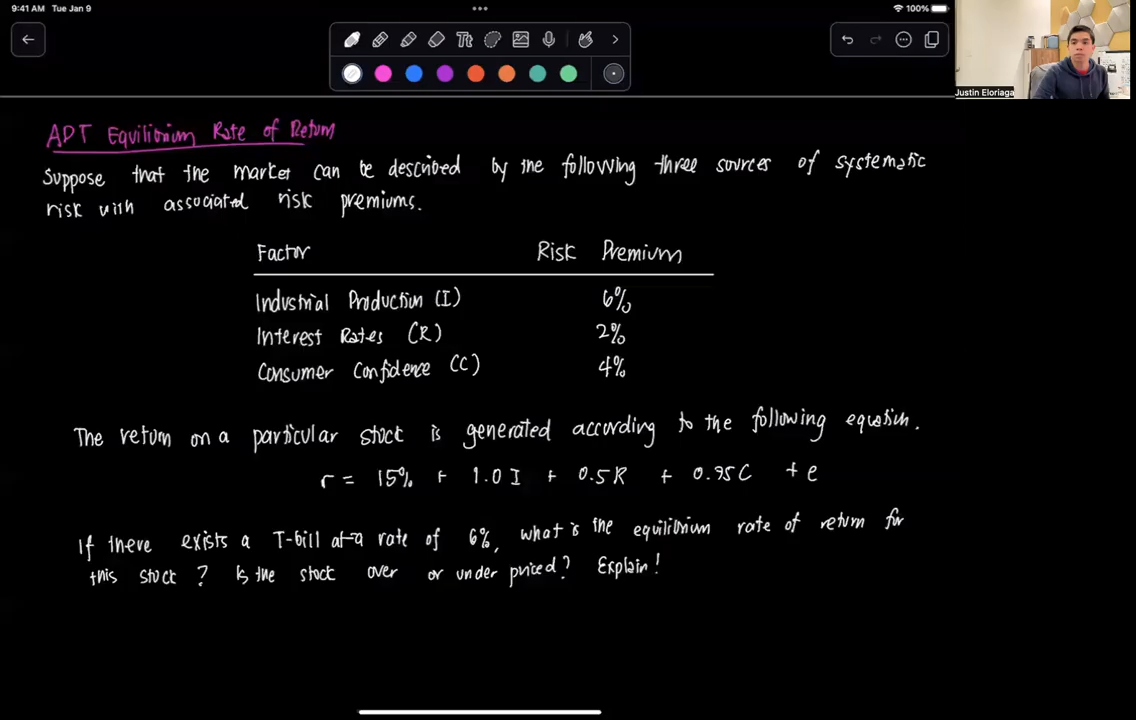 9:41 AM Tue Jan 9
100%
Justin Eloriaga
APT Equilibrium Rate of Return
Suppose that the market can be described by the following three sources of systematic
risk with associated risk premiums.
Factor Risk Premium
Industrial Production (I) 6%
Interest Rates (R) 2%
Consumer Confidence (C) 4%
The return on a particular stock is generated according to the following equation.
r = 15% + 1.0 I + 0.5R + 0.75C + e
If there exists a T-bill at a rate of 6%, what is the equilibrium rate of return for
this stock? Is the stock over or under priced? Explain!